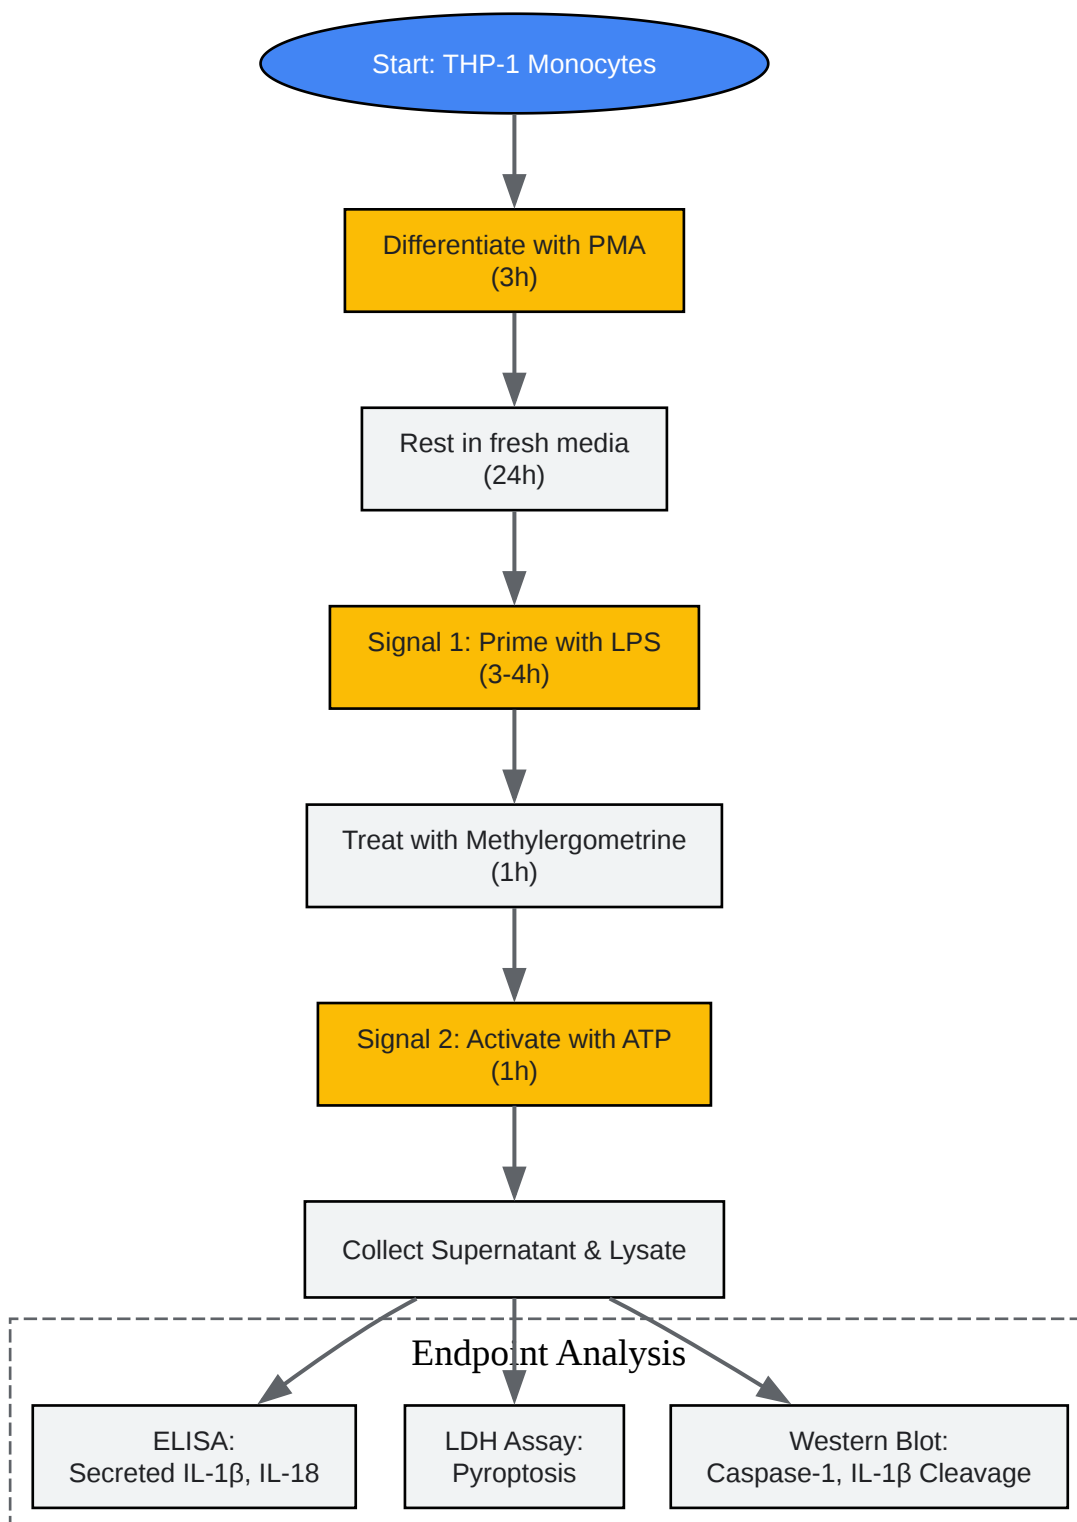 Start: THP-1 Monocytes
Differentiate with PMA
(3h)
Rest in fresh media
(24h)
Signal 1: Prime with LPS
(3-4h)
Treat with Methylergometrine
(1h)
Signal 2: Activate with ATP
(1h)
Collect Supernatant & Lysate
Endpoint Analysis
ELISA:
Secreted IL-1β, IL-18
LDH Assay:
Pyroptosis
Western Blot:
Caspase-1, IL-1β Cleavage